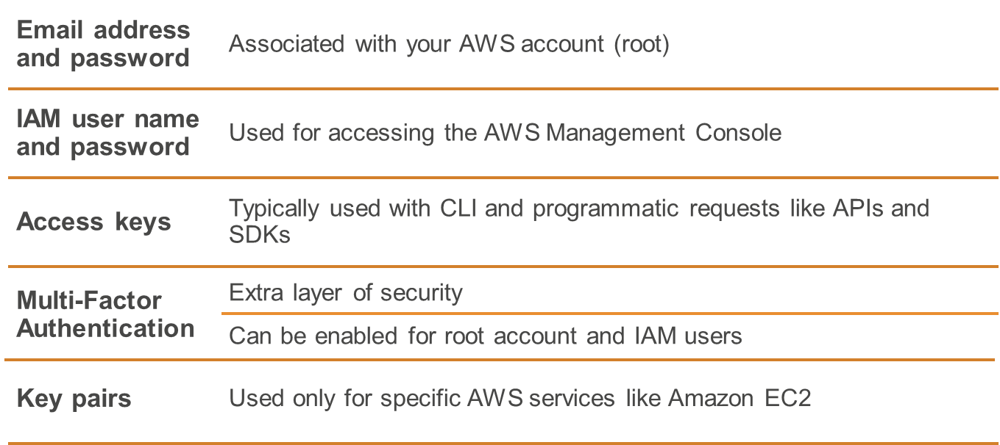 Email address
and password
Associated with your AWS account (root)
IAM user name
and password
Used for accessing the AWS Management Console
Access keys
Typically used with CLI and programmatic requests like APIs and
SDKs
Multi-Factor
Authentication
Extra layer of security
Can be enabled for root account and IAM users
Key pairs
Used only for specific AWS services like Amazon EC2